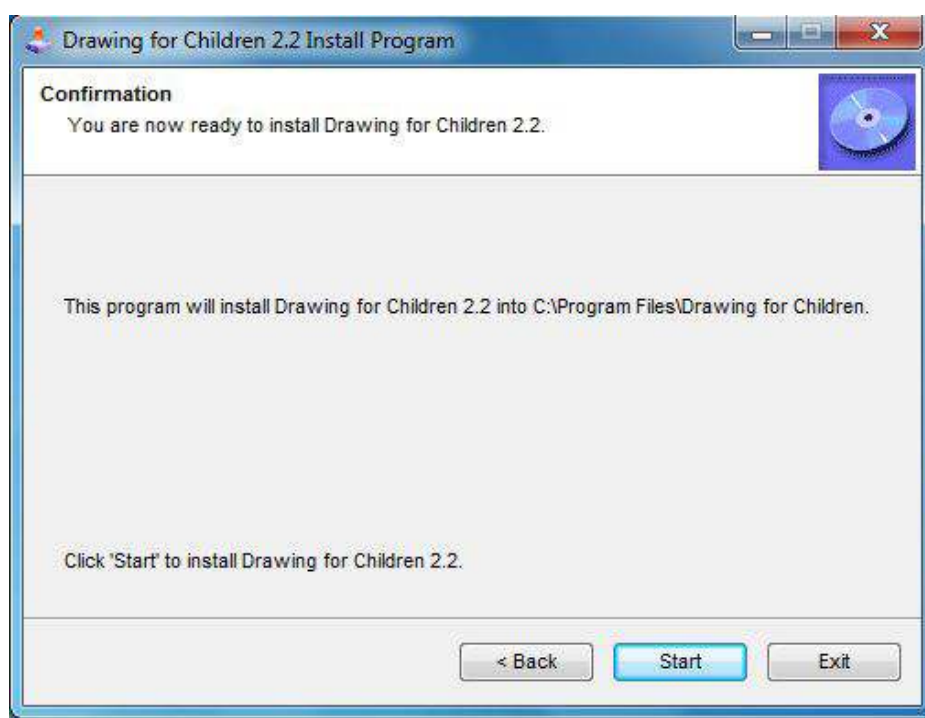 Drawing for Children 2.2 Install Program
Confirmation
You are now ready to install Drawing for Children 2.2.
This program will install Drawing for Children 2.2 into C:\Program Files\Drawing for Children.
Click 'Start' to install Drawing for Children 2.2.
< Back Start Exit